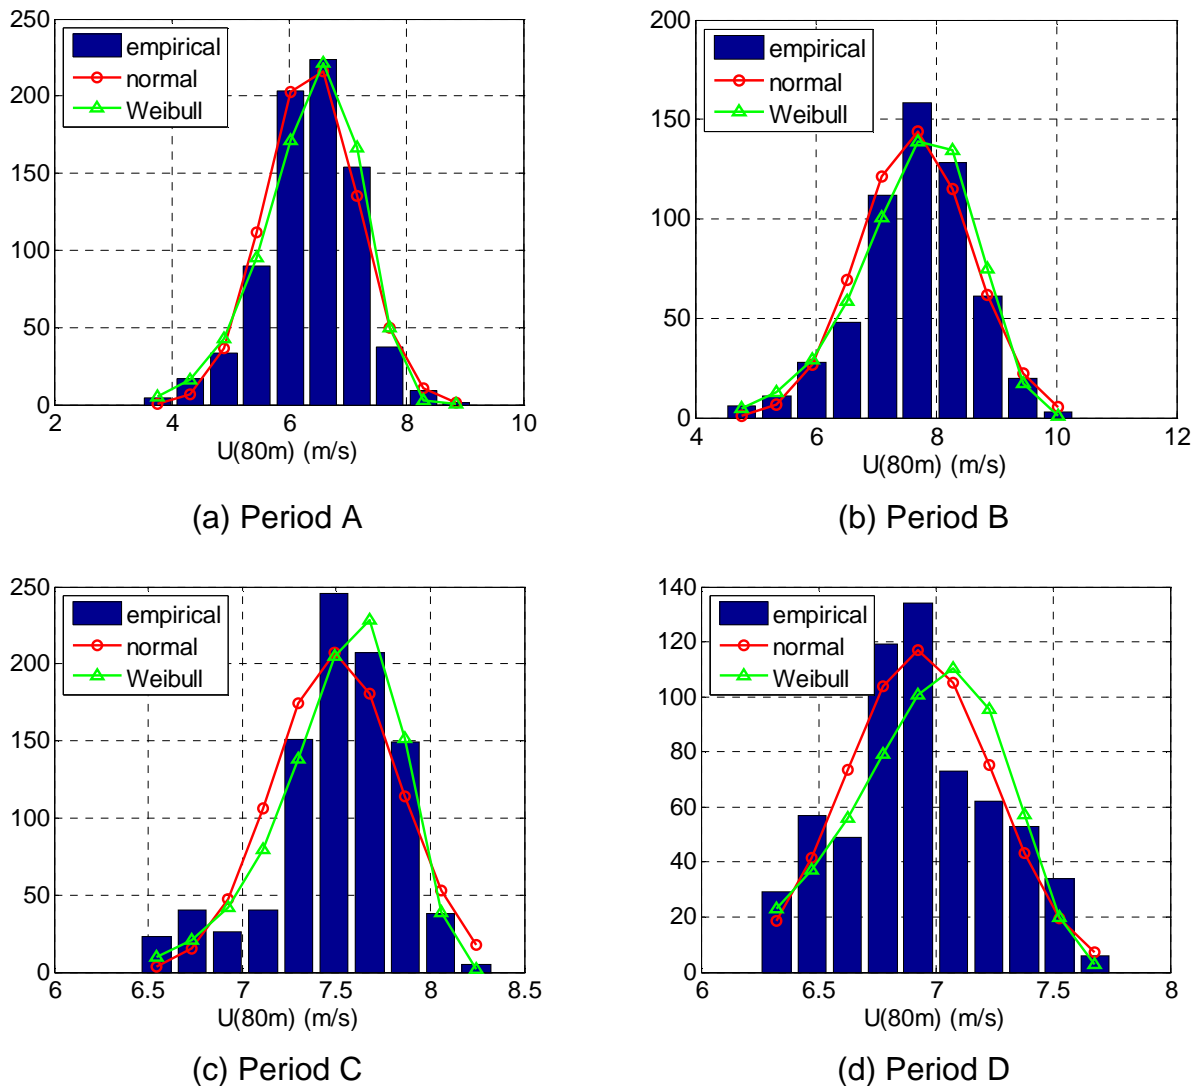 250
200
150
100
50
0
2
4
6
8
10
U(80m) (m/s)
empirical
normal
Weibull
(a) Period A
200
150
100
50
0
4
6
8
10
12
U(80m) (m/s)
empirical
normal
Weibull
(b) Period B
250
200
150
100
50
0
6
6.5
7
7.5
8
8.5
U(80m) (m/s)
empirical
normal
Weibull
(c) Period C
140
120
100
80
60
40
20
0
6
6.5
7
7.5
8
U(80m) (m/s)
empirical
normal
Weibull
(d) Period D